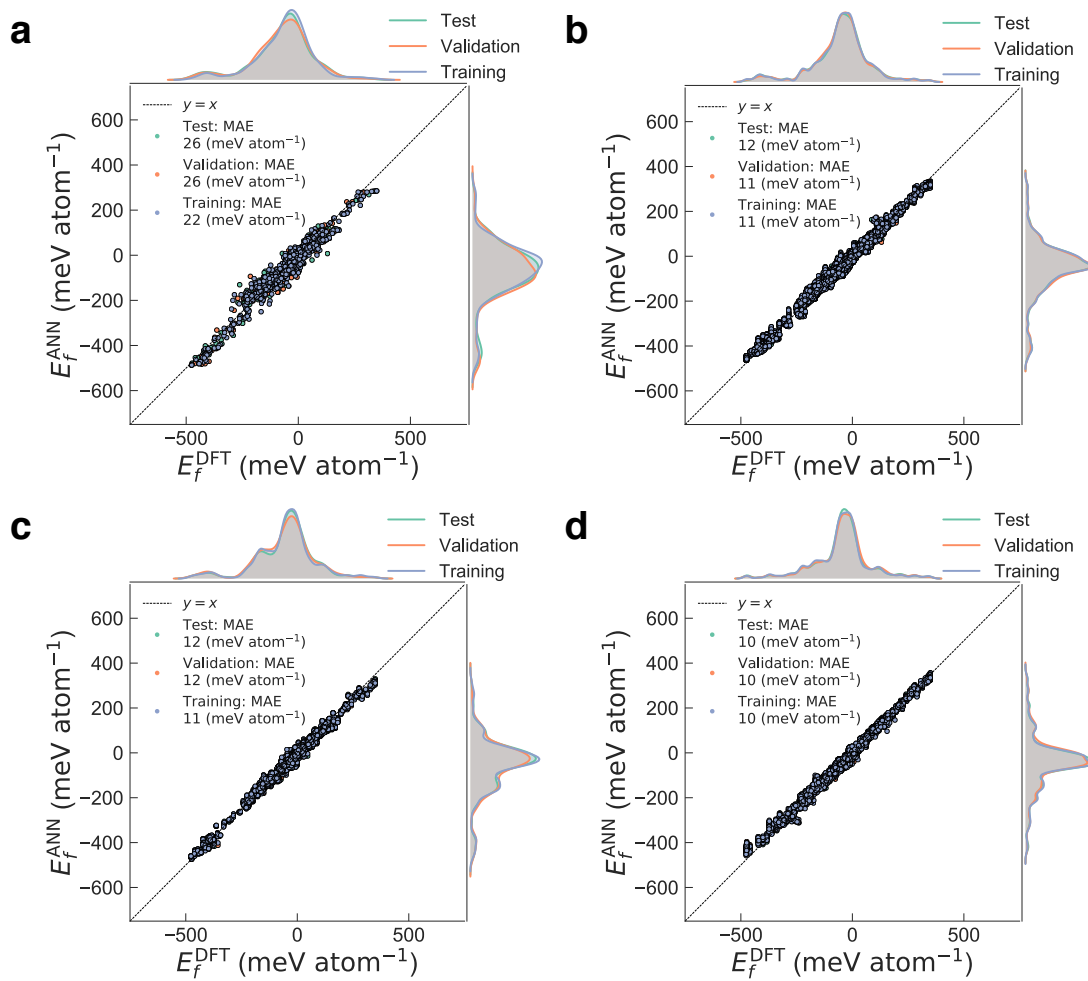 a
Test
Validation
Training
y = x
Test: MAE
26 (meV atom⁻¹)
Validation: MAE
26 (meV atom⁻¹)
Training: MAE
22 (meV atom⁻¹)
600
400
200
0
−200
−400
−600
E_f^ANN (meV atom⁻¹)
−500
0
500
E_f^DFT (meV atom⁻¹)
b
Test
Validation
Training
y = x
Test: MAE
12 (meV atom⁻¹)
Validation: MAE
11 (meV atom⁻¹)
Training: MAE
11 (meV atom⁻¹)
600
400
200
0
−200
−400
−600
E_f^ANN (meV atom⁻¹)
−500
0
500
E_f^DFT (meV atom⁻¹)
c
Test
Validation
Training
y = x
Test: MAE
12 (meV atom⁻¹)
Validation: MAE
12 (meV atom⁻¹)
Training: MAE
11 (meV atom⁻¹)
600
400
200
0
−200
−400
−600
E_f^ANN (meV atom⁻¹)
−500
0
500
E_f^DFT (meV atom⁻¹)
d
Test
Validation
Training
y = x
Test: MAE
10 (meV atom⁻¹)
Validation: MAE
10 (meV atom⁻¹)
Training: MAE
10 (meV atom⁻¹)
600
400
200
0
−200
−400
−600
E_f^ANN (meV atom⁻¹)
−500
0
500
E_f^DFT (meV atom⁻¹)